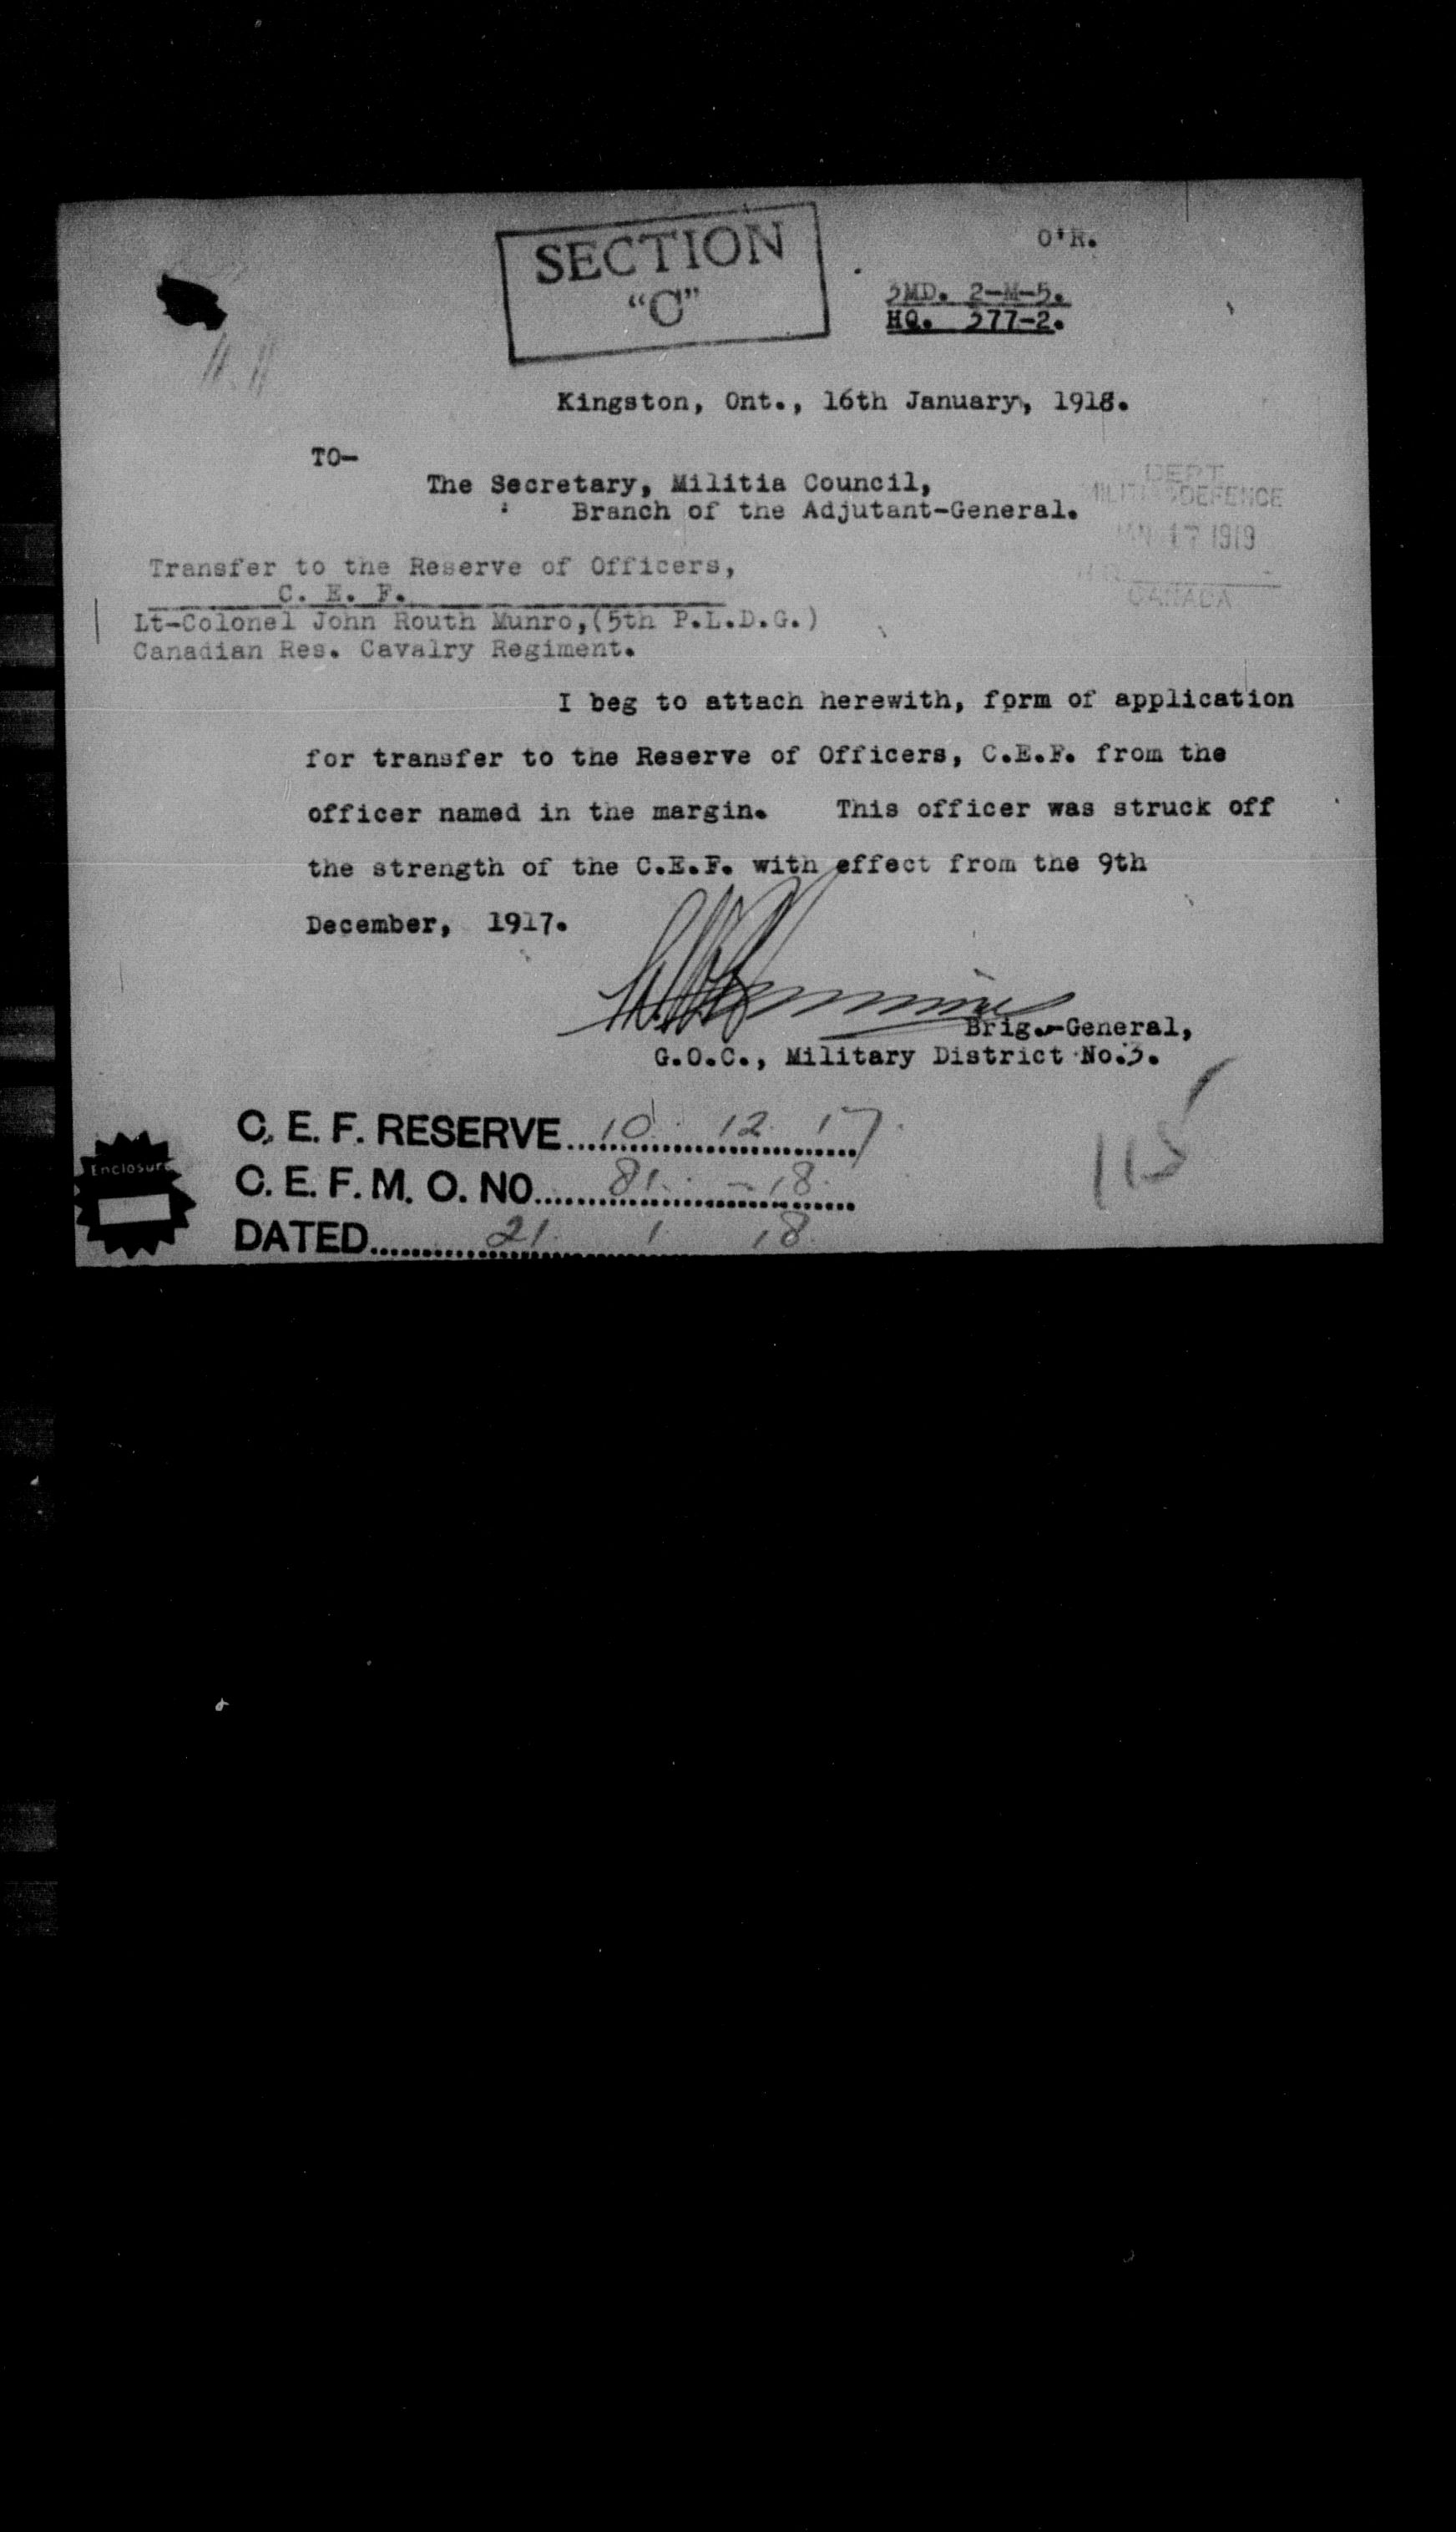 SECTION
"C"
O'R.
3MD. 2-M-5.
HQ. 377-2.
Kingston, Ont., 16th January, 1918.
TO-
The Secretary, Militia Council,
Branch of the Adjutant-General.
DEPT.
MILITIA & DEFENCE
JAN 17 1919
CANADA
Transfer to the Reserve of Officers,
C. E. F.
Lt-Colonel John Routh Munro,(5th P.L.D.G.)
Canadian Res. Cavalry Regiment.
I beg to attach herewith, form of application
for transfer to the Reserve of Officers, C.E.F. from the
officer named in the margin. This officer was struck off
the strength of the C.E.F. with effect from the 9th
December, 1917.
Brig.-General,
G.O.C., Military District No.3.
C. E. F. RESERVE 10 12 17.
C. E. F. M. O. NO. 81 - 18.
DATED 21. 1 18.
115
Enclosure